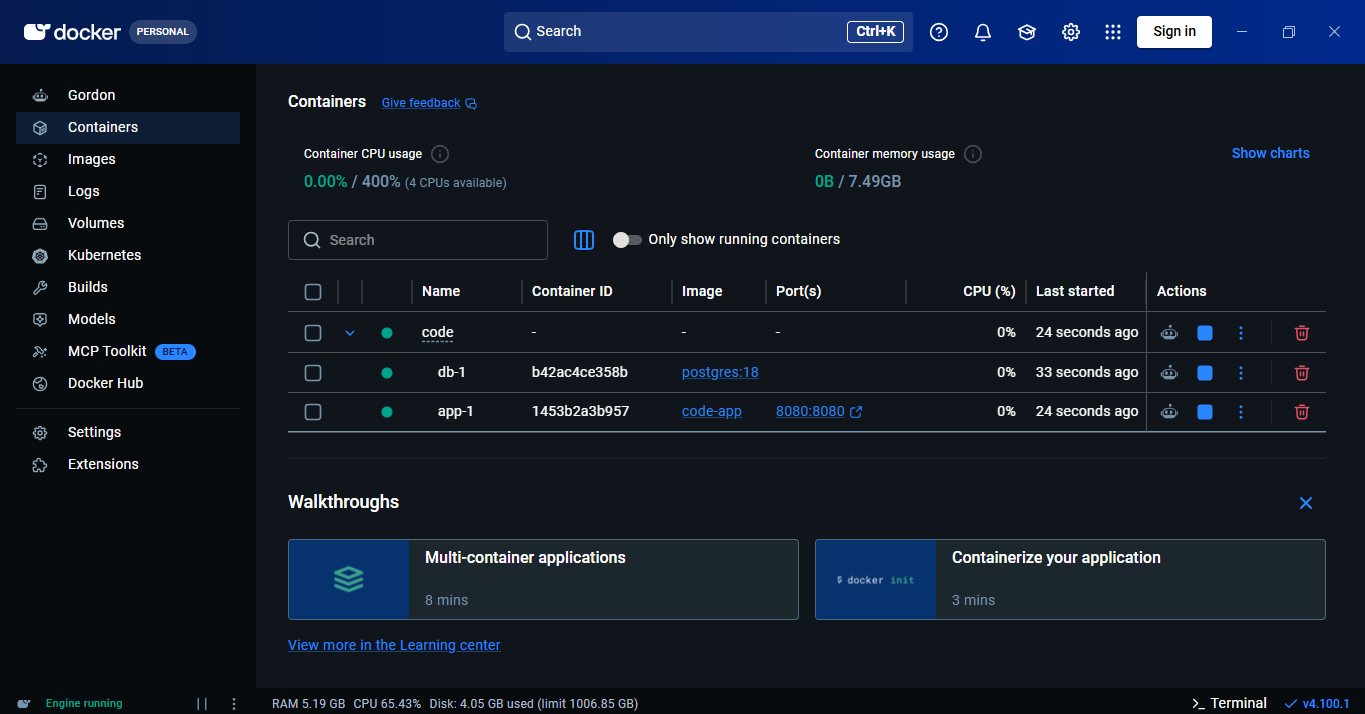 docker PERSONAL Search Ctrl+K Sign in
Gordon
Containers
Images
Logs
Volumes
Kubernetes
Builds
Models
MCP Toolkit BETA
Docker Hub
Settings
Extensions
Containers Give feedback
Container CPU usage
0.00% / 400% (4 CPUs available)
Container memory usage
0B / 7.49GB
Show charts
Search
Only show running containers
Name Container ID Image Port(s) CPU (%) Last started Actions
code - - - 0% 24 seconds ago
db-1 b42ac4ce358b postgres:18 0% 33 seconds ago
app-1 1453b2a3b957 code-app 8080:8080 0% 24 seconds ago
Walkthroughs
Multi-container applications
8 mins
$ docker init
Containerize your application
3 mins
View more in the Learning center
Engine running RAM 5.19 GB CPU 65.43% Disk: 4.05 GB used (limit 1006.85 GB) Terminal v4.100.1